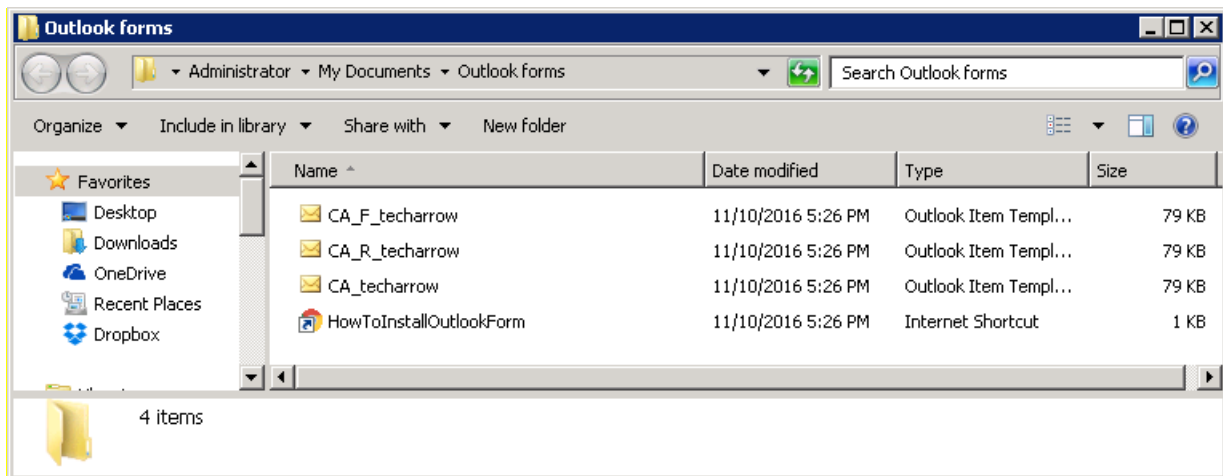 Outlook forms
Administrator My Documents Outlook forms Search Outlook forms
Organize Include in library Share with New folder
Favorites Name Date modified Type Size
Desktop CA_F_techarrow 11/10/2016 5:26 PM Outlook Item Templ... 79 KB
Downloads CA_R_techarrow 11/10/2016 5:26 PM Outlook Item Templ... 79 KB
OneDrive CA_techarrow 11/10/2016 5:26 PM Outlook Item Templ... 79 KB
Recent Places HowToInstallOutlookForm 11/10/2016 5:26 PM Internet Shortcut 1 KB
Dropbox
4 items